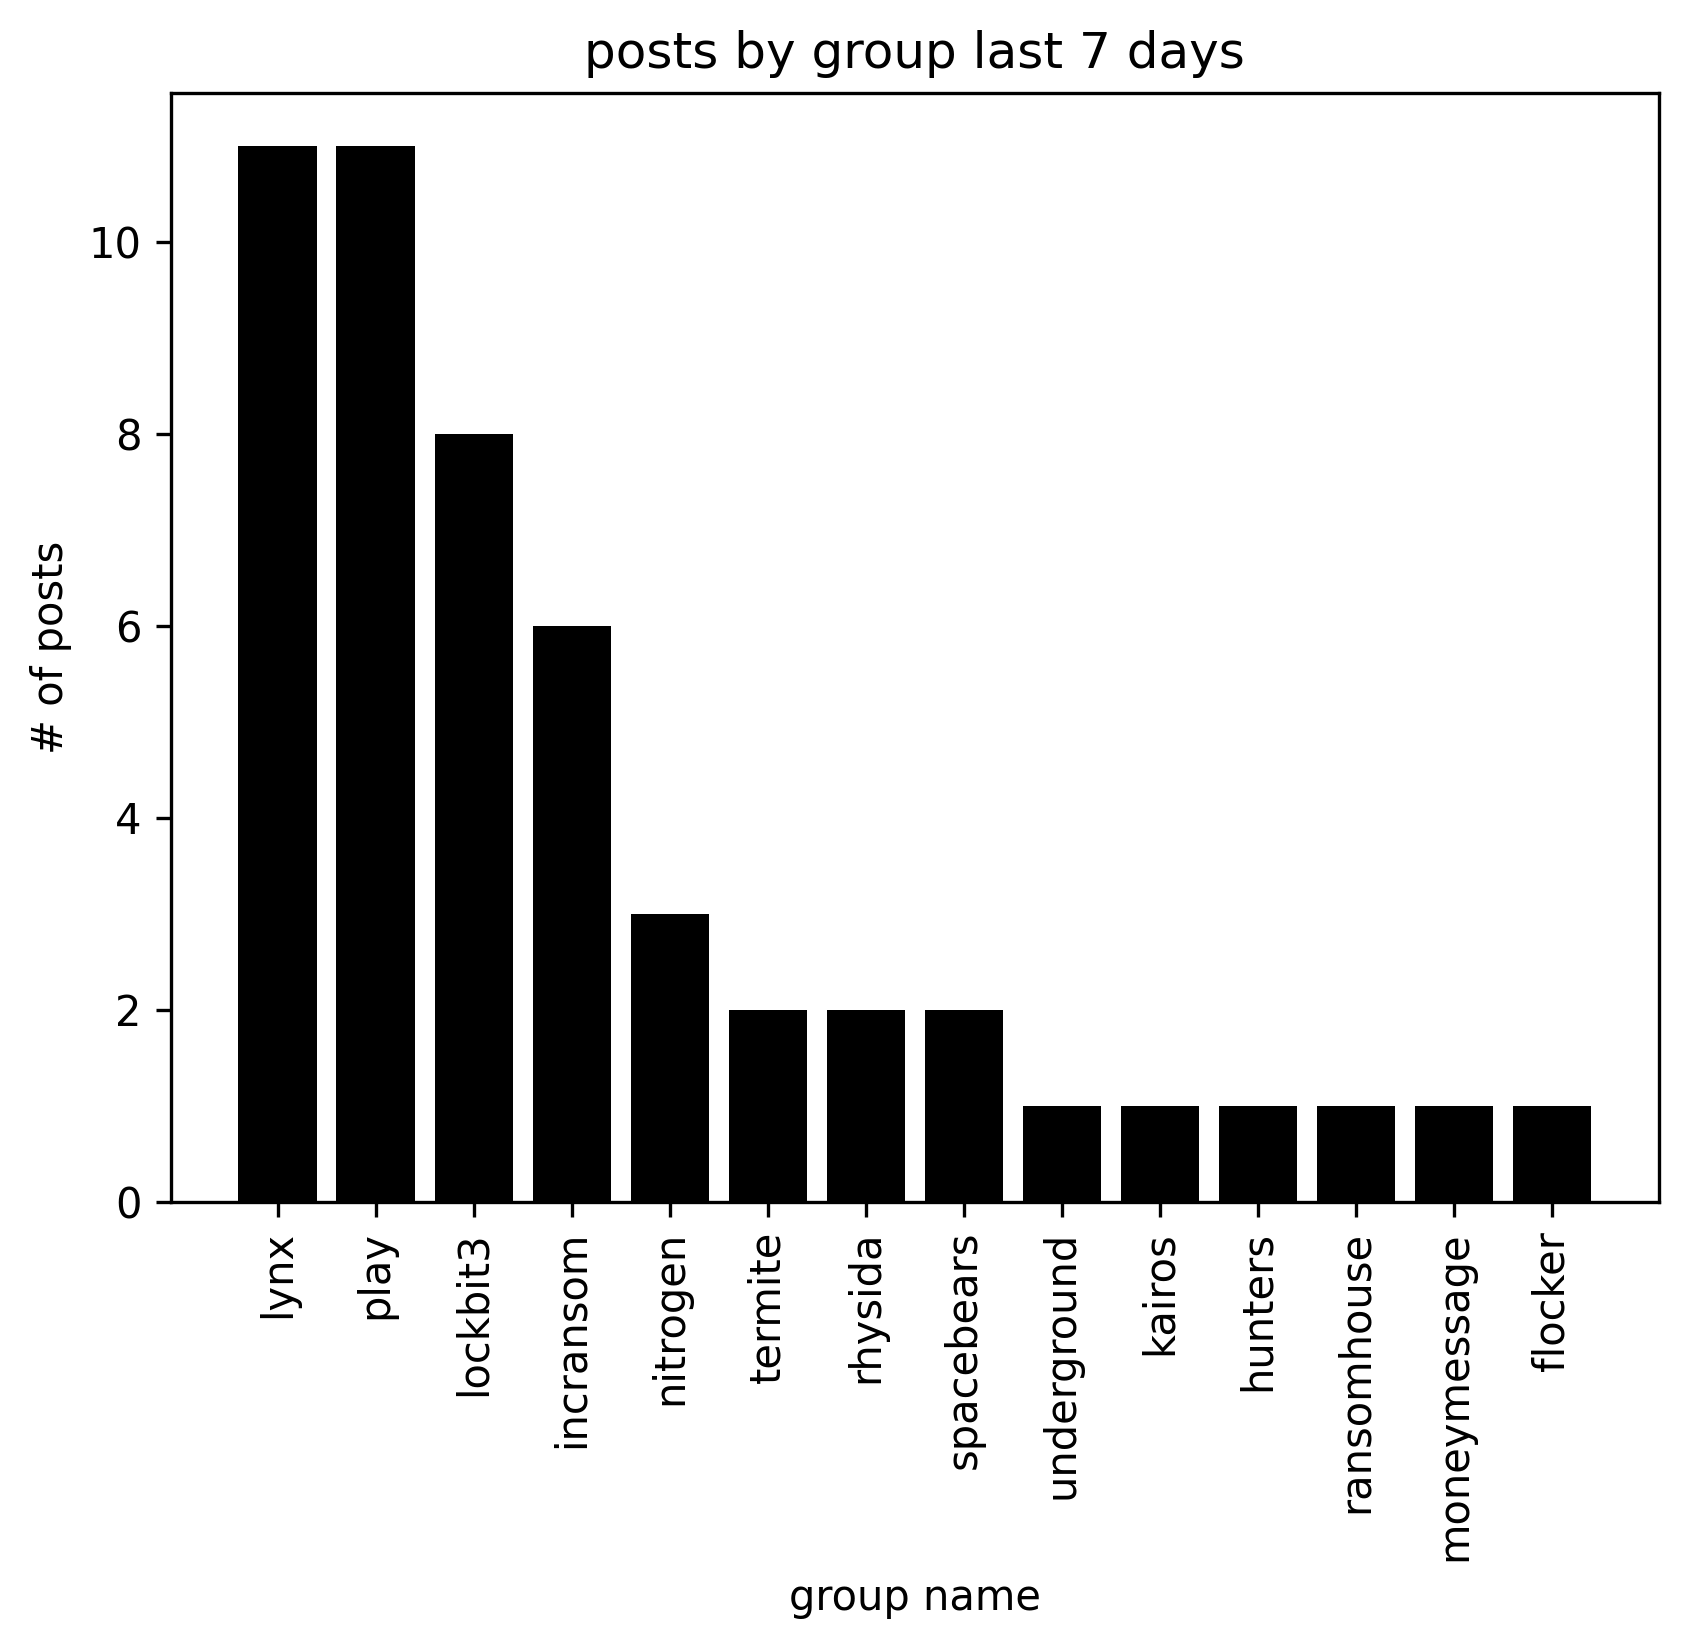 posts by group last 7 days
# of posts
10
8
6
4
2
0
lynx
play
lockbit3
incransom
nitrogen
termite
rhysida
spacebears
underground
kairos
hunters
ransomhouse
moneymessage
flocker
group name